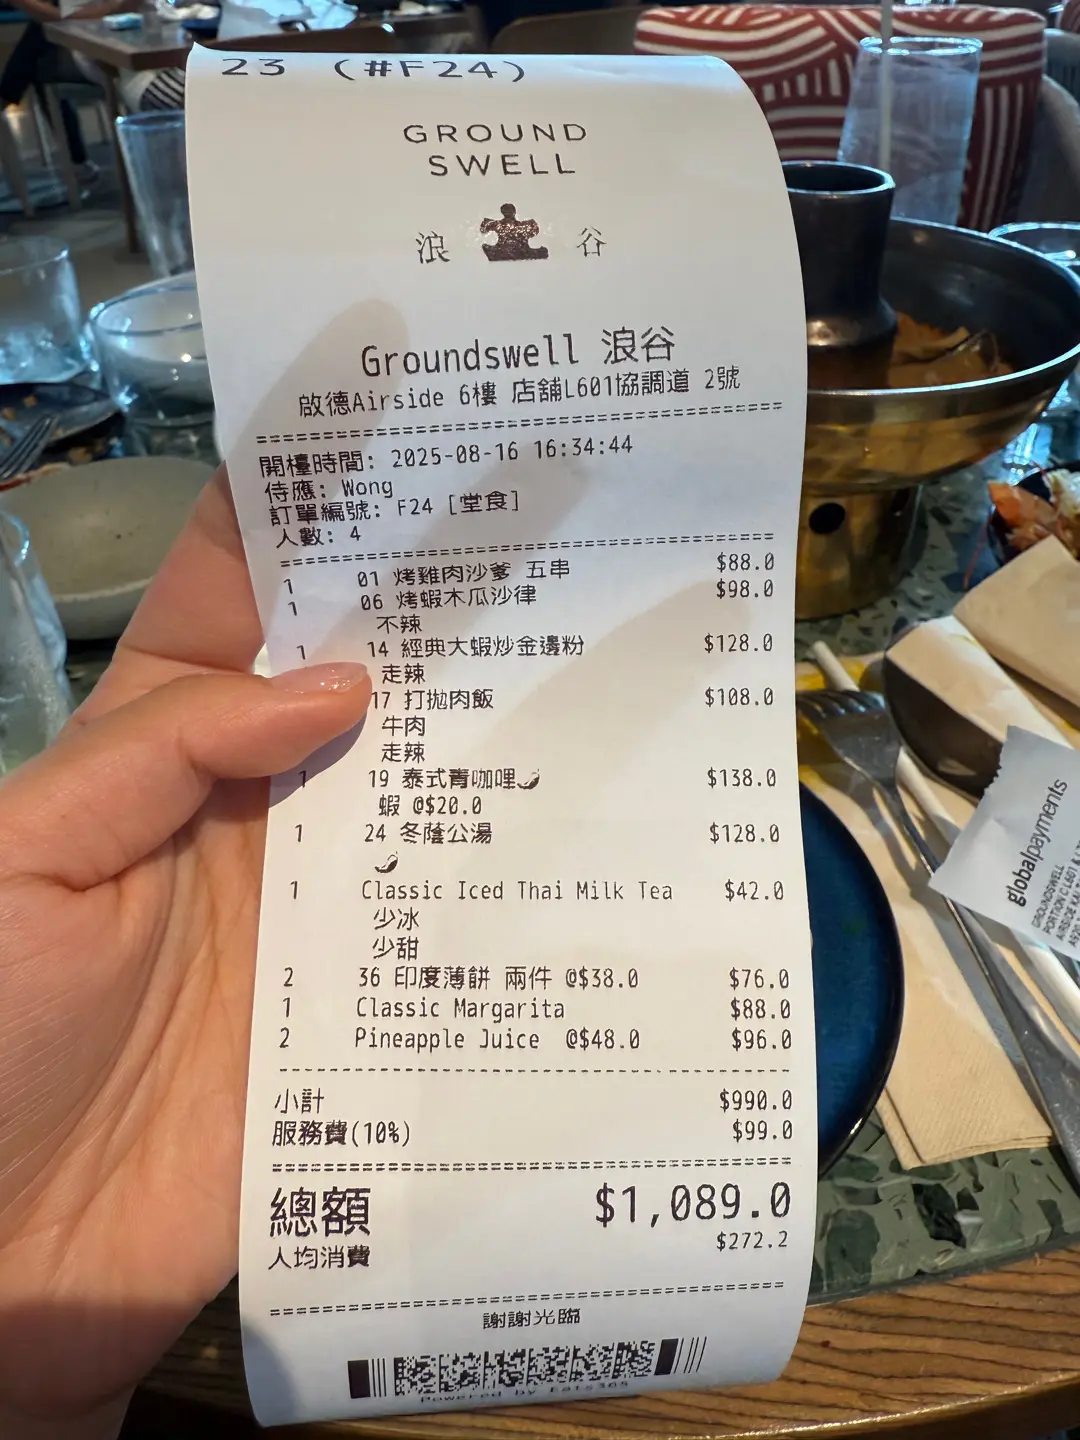 23 (#F24)
GROUND
SWELL
浪 谷
Groundswell 浪谷
啟德Airside 6樓 店舖L601協調道 2號
開檯時間: 2025-08-16 16:34:44
侍應: Wong
訂單編號: F24 [堂食]
人數: 4
1 01 烤雞肉沙爹 五串 $88.0
1 06 烤蝦木瓜沙律 $98.0
不辣
1 14 經典大蝦炒金邊粉 $128.0
走辣
17 打拋肉飯 $108.0
牛肉
走辣
1 19 泰式青咖哩 $138.0
蝦 @$20.0
1 24 冬蔭公湯 $128.0
1 Classic Iced Thai Milk Tea $42.0
少冰
少甜
2 36 印度薄餅 兩件 @$38.0 $76.0
1 Classic Margarita $88.0
2 Pineapple Juice @$48.0 $96.0
小計 $990.0
服務費(10%) $99.0
總額 $1,089.0
人均消費 $272.2
謝謝光臨
Powered by Eats365
globalpayments
GROUNDSWELL